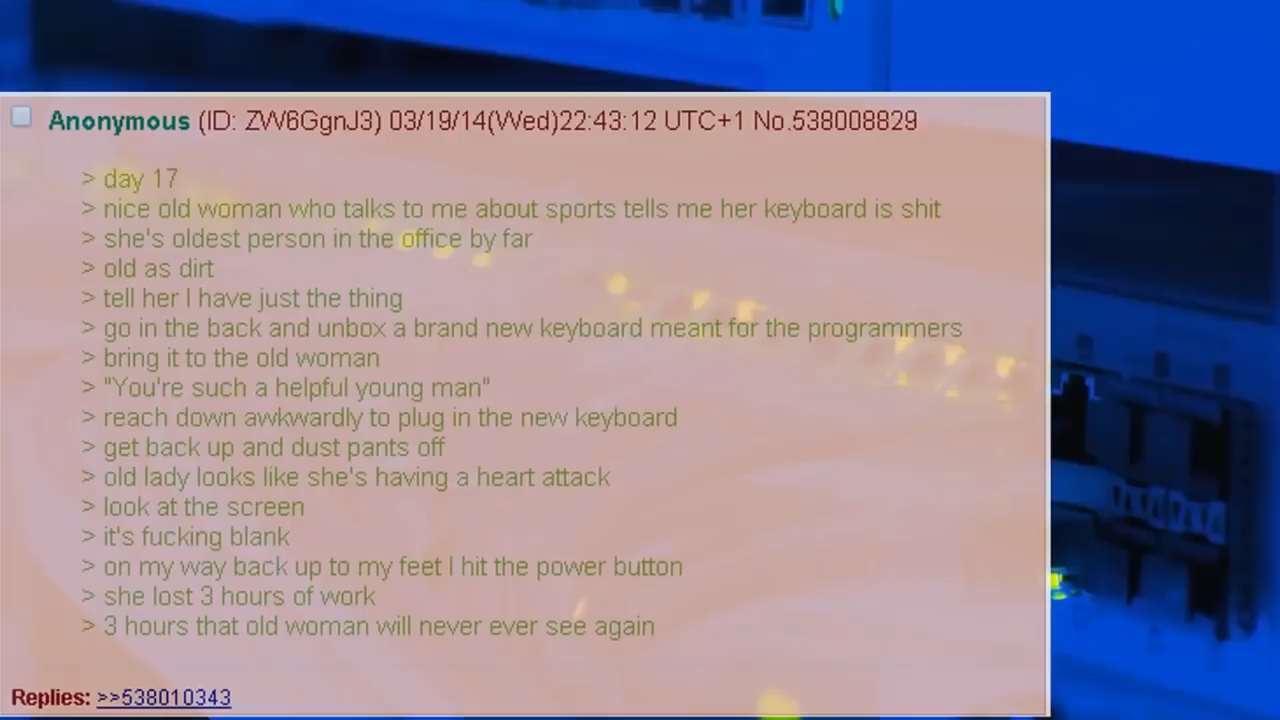 Anonymous (ID: ZW6GgnJ3) 03/19/14(Wed)22:43:12 UTC+1 No.538008829
> day 17
> nice old woman who talks to me about sports tells me her keyboard is shit
> she's oldest person in the office by far
> old as dirt
> tell her I have just the thing
> go in the back and unbox a brand new keyboard meant for the programmers
> bring it to the old woman
> "You're such a helpful young man"
> reach down awkwardly to plug in the new keyboard
> get back up and dust pants off
> old lady looks like she's having a heart attack
> look at the screen
> it's fucking blank
> on my way back up to my feet I hit the power button
> she lost 3 hours of work
> 3 hours that old woman will never ever see again
Replies: >>538010343